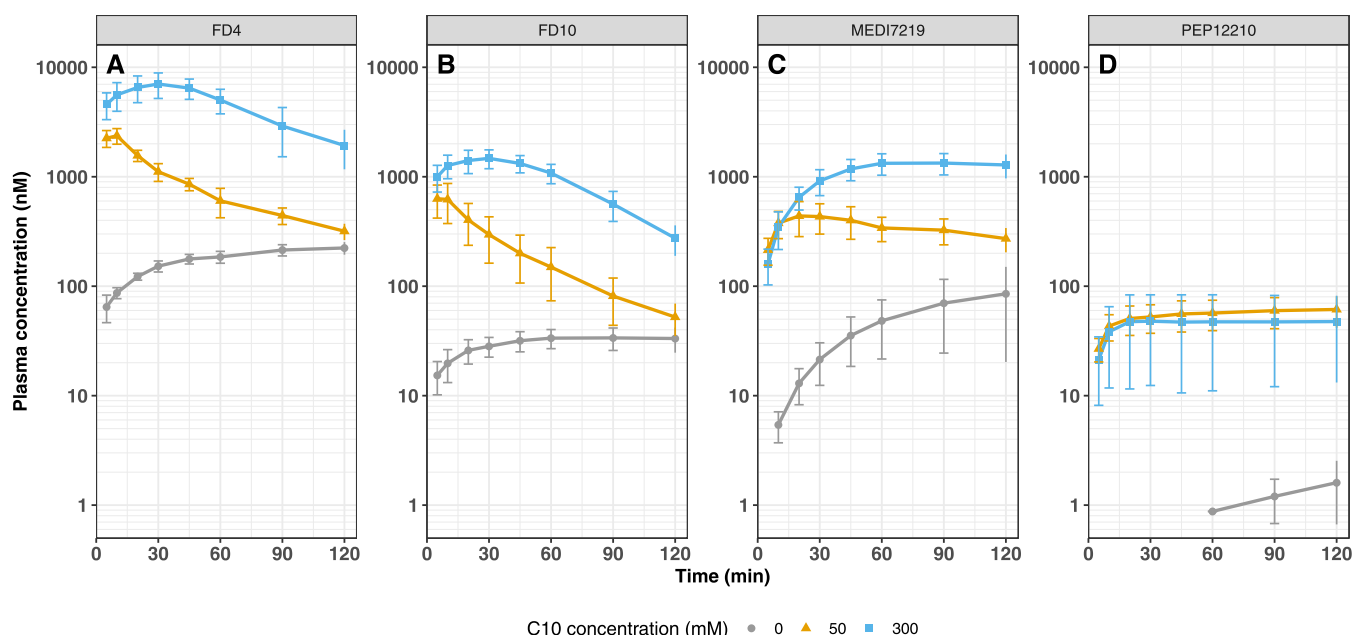 FD4 FD10 MEDI7219 PEP12210
A B C D
Plasma concentration (nM)
10000 10000 10000 10000
1000 1000 1000 1000
100 100 100 100
10 10 10 10
1 1 1 1
0 30 60 90 120 0 30 60 90 120 0 30 60 90 120 0 30 60 90 120
Time (min)
C10 concentration (mM) 0 50 300